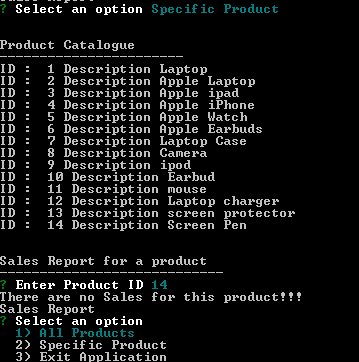 ? Select an option Specific Product
Product Catalogue
-----------------------
ID :  1 Description Laptop
ID :  2 Description Apple Laptop
ID :  3 Description Apple ipad
ID :  4 Description Apple iPhone
ID :  5 Description Apple Watch
ID :  6 Description Apple Earbuds
ID :  7 Description Laptop Case
ID :  8 Description Camera
ID :  9 Description ipod
ID :  10 Description Earbud
ID :  11 Description mouse
ID :  12 Description Laptop charger
ID :  13 Description screen protector
ID :  14 Description Screen Pen
Sales Report for a product
----------------------------
? Enter Product ID 14
There are no Sales for this product!!!
Sales Report
? Select an option
1) All Products
2) Specific Product
3) Exit Application